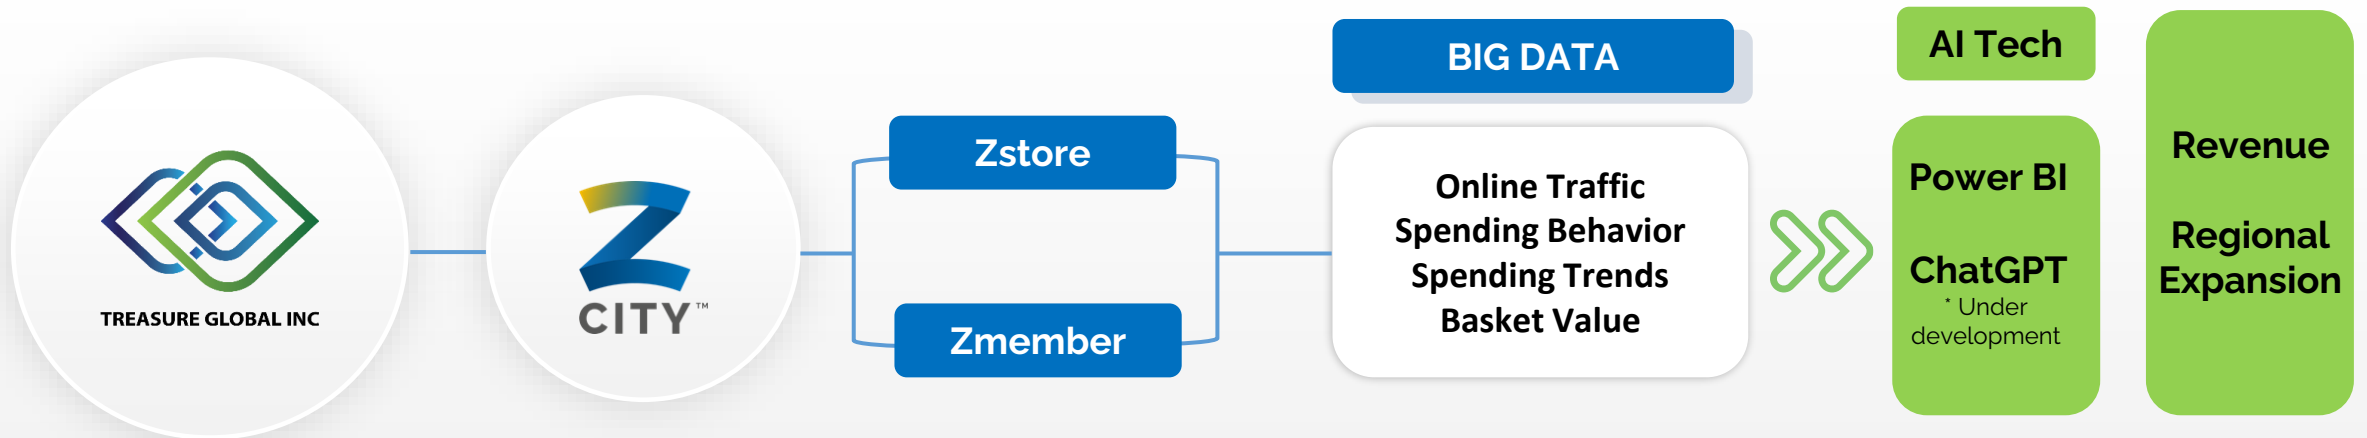 TREASURE GLOBAL INC
Z
CITY™
Zstore
Zmember
BIG DATA
Online Traffic
Spending Behavior
Spending Trends
Basket Value
AI Tech
Power BI
ChatGPT
* Under
development
Revenue
Regional
Expansion